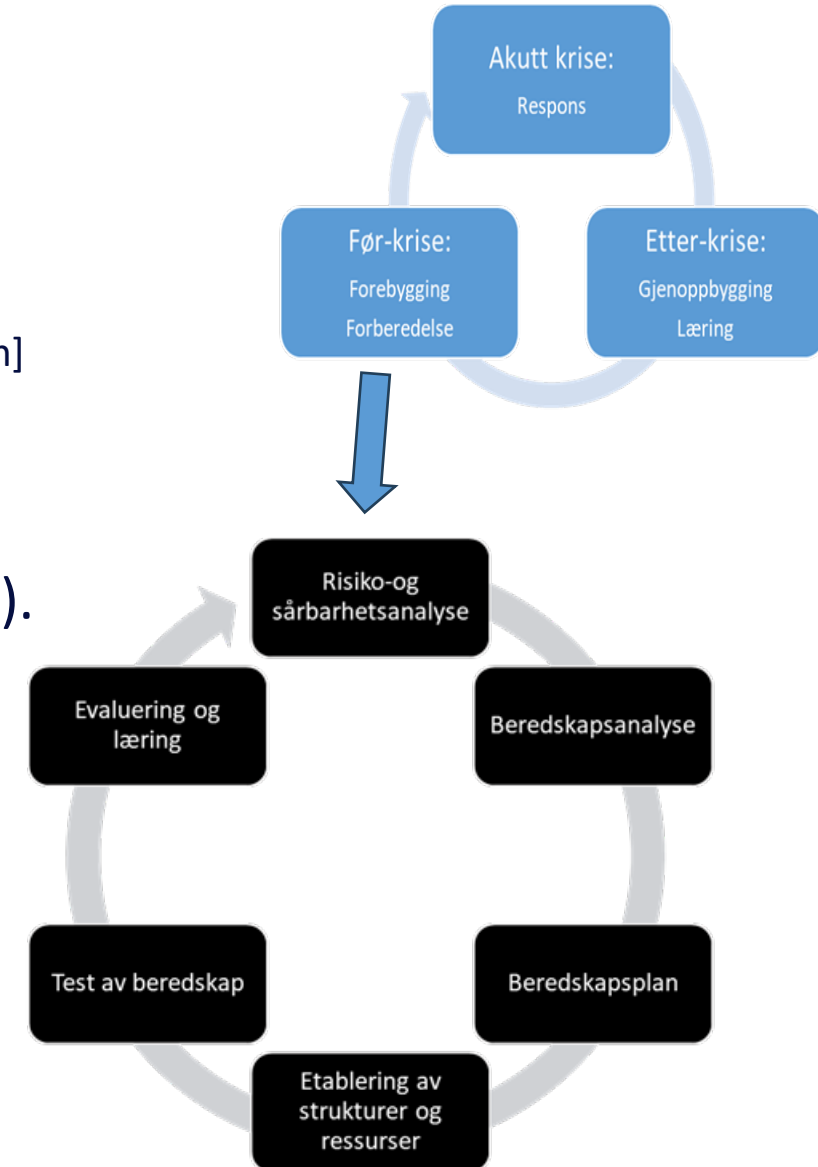 Akutt krise:
Respons
Før-krise:
Forebygging
Forberedelse
Etter-krise:
Gjenoppbygging
Læring
]
).
Risiko-og
sårbarhetsanalyse
Beredskapsanalyse
Beredskapsplan
Etablering av
strukturer og
ressurser
Test av beredskap
Evaluering og
læring